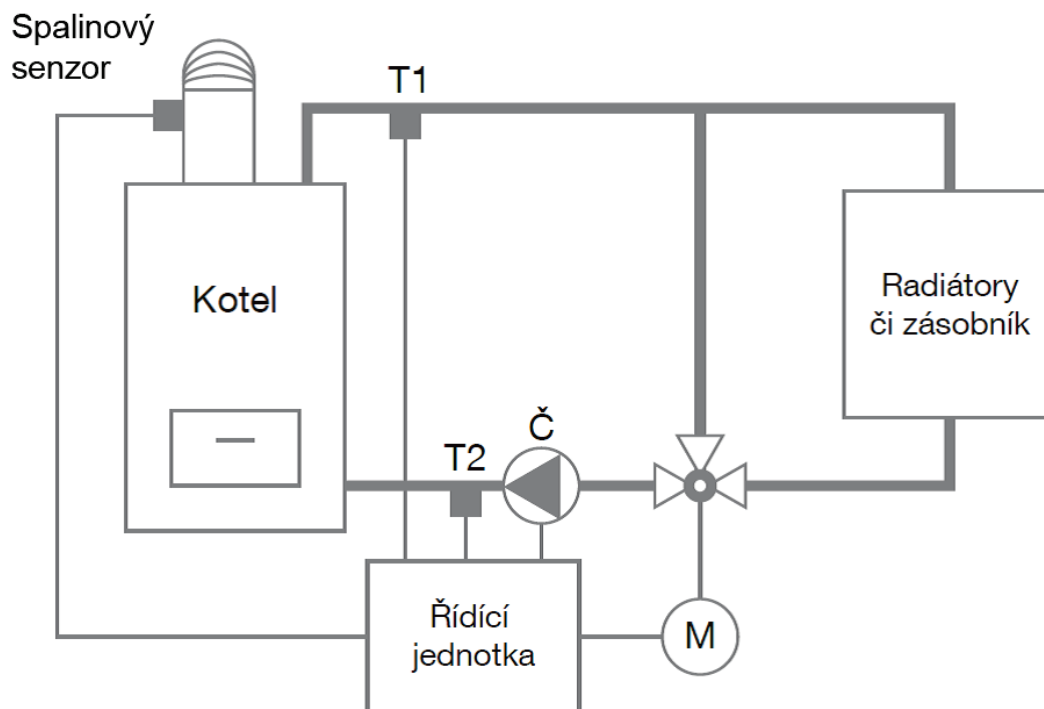 Spalinový
senzor
T1
Kotel
Radiátory
či zásobník
Č
T2
Řídící
jednotka
M